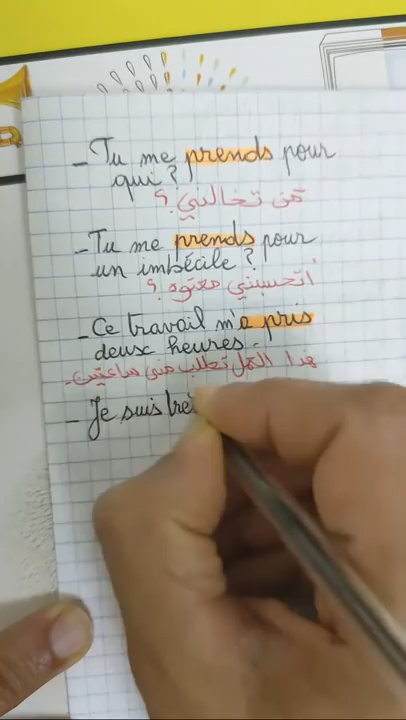 - Tu me prends pour
qui ?
من تخالني ؟
- Tu me prends pour
un imbécile ?
أتحسبني معتوه ؟
- Ce travail m'a pris
deux heures.
هذا العمل تطلب مني ساعتين.
- Je suis